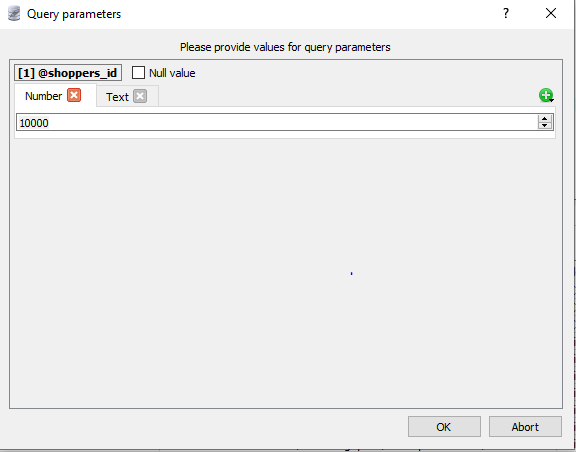 Query parameters
Please provide values for query parameters
[1] @shoppers_id Null value
Number Text
10000
OK Abort